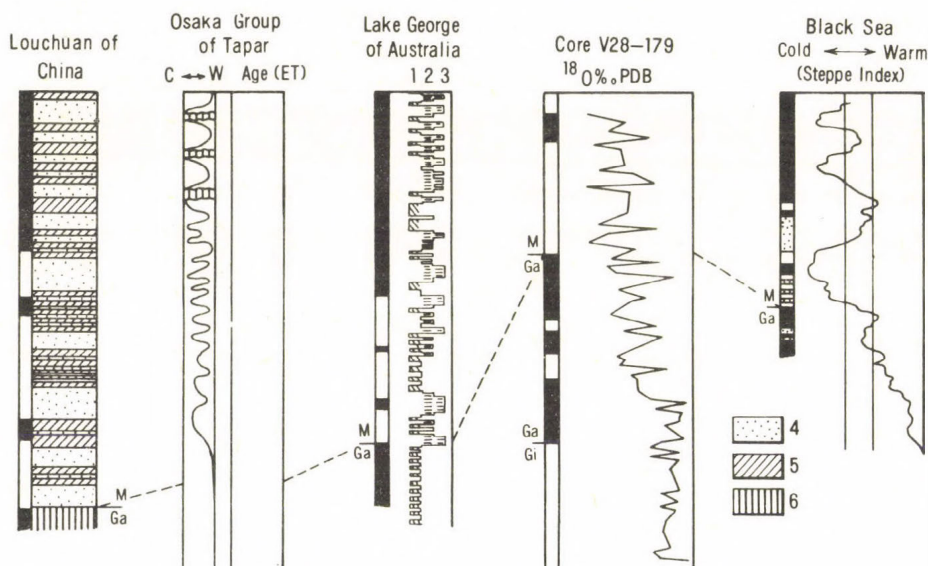 Louchuan of
China
Osaka Group
of Tapar
C ↔ W Age (ET)
Lake George
of Australia
1 2 3
Core V28-179
18 O‰ PDB
Black Sea
Cold ↔ Warm
(Steppe Index)
M
Ga
M
Ga
M
Ga
Ga
Gi
M
Ga
4
5
6